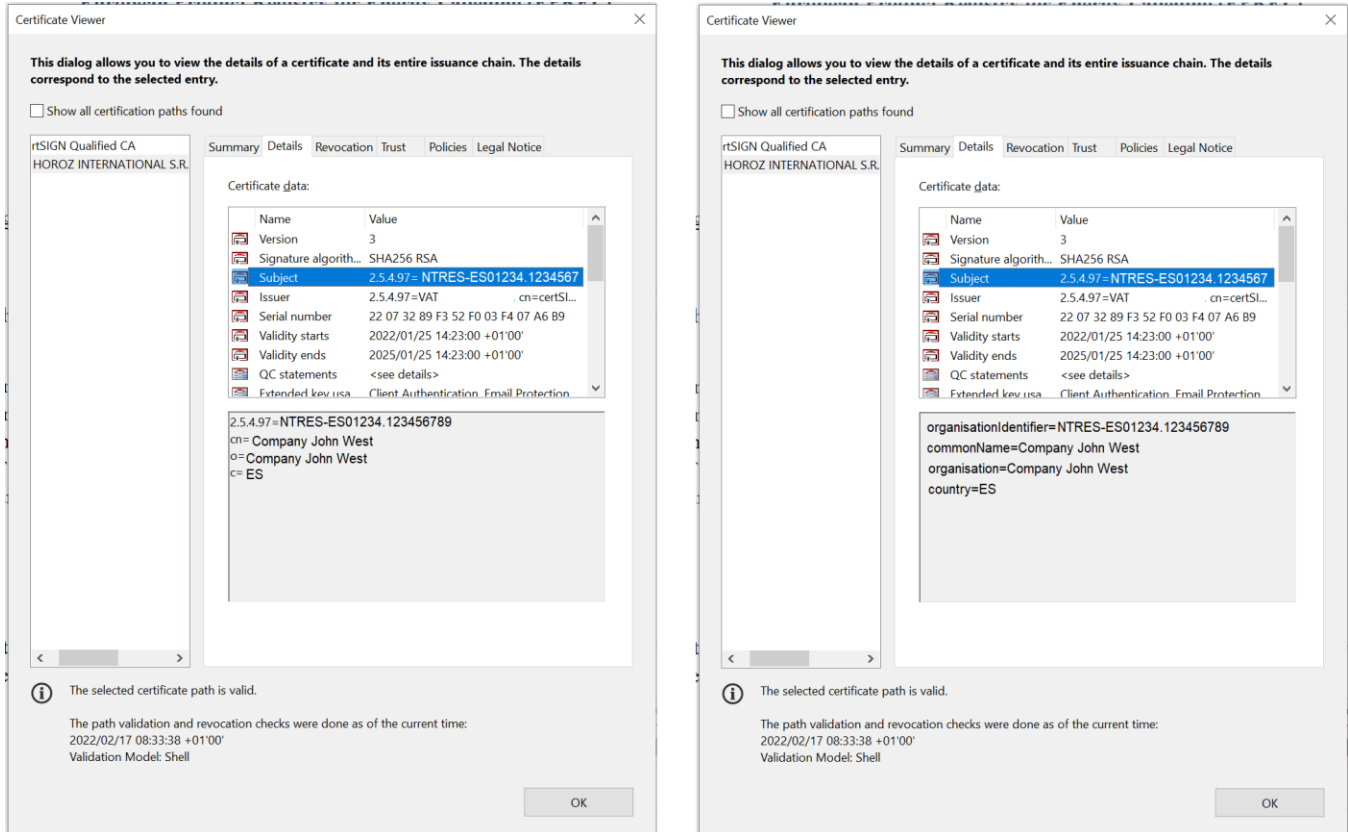 Certificate Viewer
This dialog allows you to view the details of a certificate and its entire issuance chain. The details
correspond to the selected entry.
Show all certification paths found
rtSIGN Qualified CA
HOROZ INTERNATIONAL S.R.
Summary Details Revocation Trust Policies Legal Notice
Certificate data:
Name Value
Version 3
Signature algorith... SHA256 RSA
Subject 2.5.4.97= NTRES-ES01234.1234567
Issuer 2.5.4.97=VAT . cn=certSI...
Serial number 22 07 32 89 F3 52 F0 03 F4 07 A6 B9
Validity starts 2022/01/25 14:23:00 +01'00'
Validity ends 2025/01/25 14:23:00 +01'00'
QC statements <see details>
Extended key usa Client Authentication Email Protection
2.5.4.97=NTRES-ES01234.123456789
cn= Company John West
o=Company John West
c= ES
The selected certificate path is valid.
The path validation and revocation checks were done as of the current time:
2022/02/17 08:33:38 +01'00'
Validation Model: Shell
OK
Certificate Viewer
This dialog allows you to view the details of a certificate and its entire issuance chain. The details
correspond to the selected entry.
Show all certification paths found
rtSIGN Qualified CA
HOROZ INTERNATIONAL S.R.
Summary Details Revocation Trust Policies Legal Notice
Certificate data:
Name Value
Version 3
Signature algorith... SHA256 RSA
Subject 2.5.4.97=NTRES-ES01234.1234567
Issuer 2.5.4.97=VAT . cn=certSI...
Serial number 22 07 32 89 F3 52 F0 03 F4 07 A6 B9
Validity starts 2022/01/25 14:23:00 +01'00'
Validity ends 2025/01/25 14:23:00 +01'00'
QC statements <see details>
Extended key usa Client Authentication Email Protection
organisationIdentifier=NTRES-ES01234.123456789
commonName=Company John West
organisation=Company John West
country=ES
The selected certificate path is valid.
The path validation and revocation checks were done as of the current time:
2022/02/17 08:33:38 +01'00'
Validation Model: Shell
OK